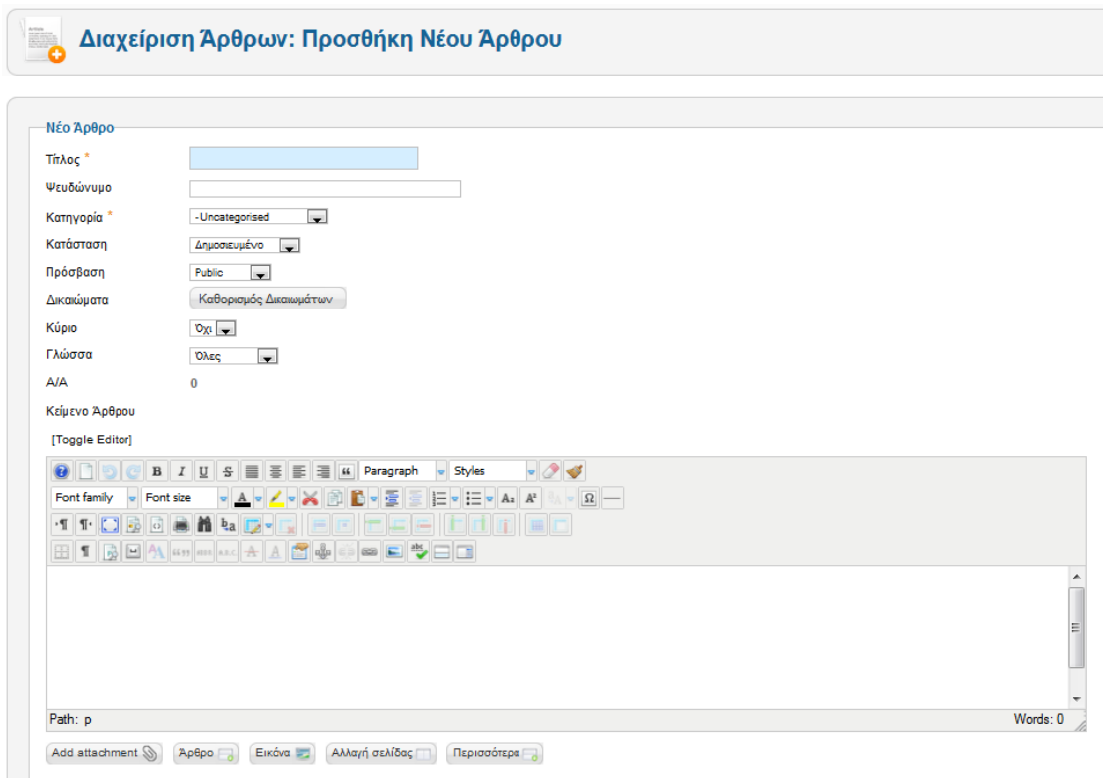 Διαχείριση Άρθρων: Προσθήκη Νέου Άρθρου
Νέο Άρθρο
Τίτλος *
Ψευδώνυμο
Κατηγορία * -Uncategorised
Κατάσταση Δημοσιευμένο
Πρόσβαση Public
Δικαιώματα Καθορισμός Δικαιωμάτων
Κύριο Όχι
Γλώσσα Όλες
Α/Α 0
Κείμενο Άρθρου
[Toggle Editor]
B I U S Paragraph Styles
Font family Font size A A₂ A² Ω
Path: p Words: 0
Add attachment Άρθρο Εικόνα Αλλαγή σελίδας Περισσότερα